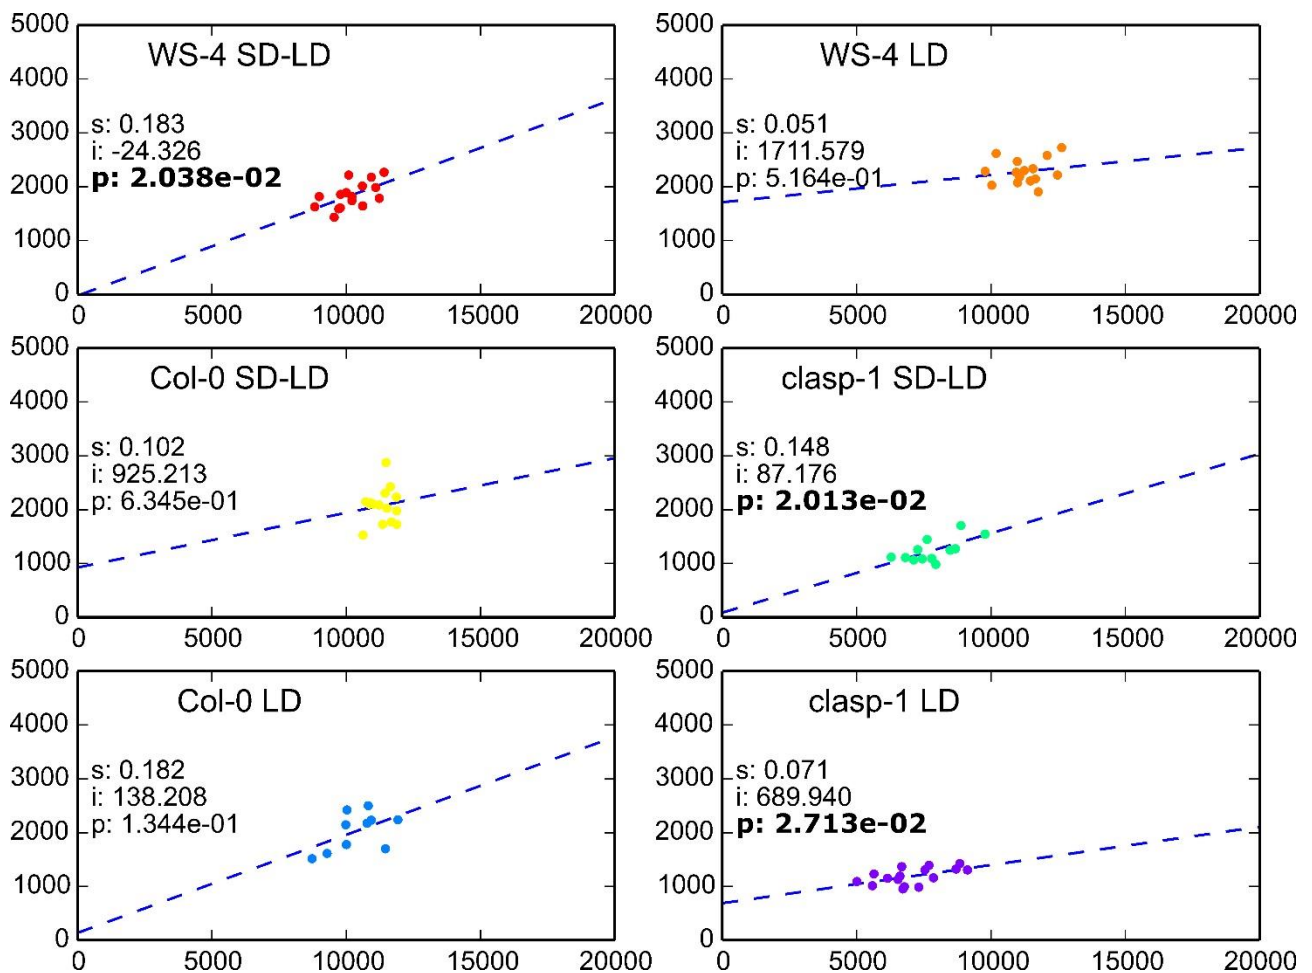 5000
4000
3000
2000
1000
0
WS-4 SD-LD
s: 0.183
i: -24.326
p: 2.038e-02
0 5000 10000 15000 20000
5000
4000
3000
2000
1000
0
WS-4 LD
s: 0.051
i: 1711.579
p: 5.164e-01
0 5000 10000 15000 20000
5000
4000
3000
2000
1000
0
Col-0 SD-LD
s: 0.102
i: 925.213
p: 6.345e-01
0 5000 10000 15000 20000
5000
4000
3000
2000
1000
0
clasp-1 SD-LD
s: 0.148
i: 87.176
p: 2.013e-02
0 5000 10000 15000 20000
5000
4000
3000
2000
1000
0
Col-0 LD
s: 0.182
i: 138.208
p: 1.344e-01
0 5000 10000 15000 20000
5000
4000
3000
2000
1000
0
clasp-1 LD
s: 0.071
i: 689.940
p: 2.713e-02
0 5000 10000 15000 20000